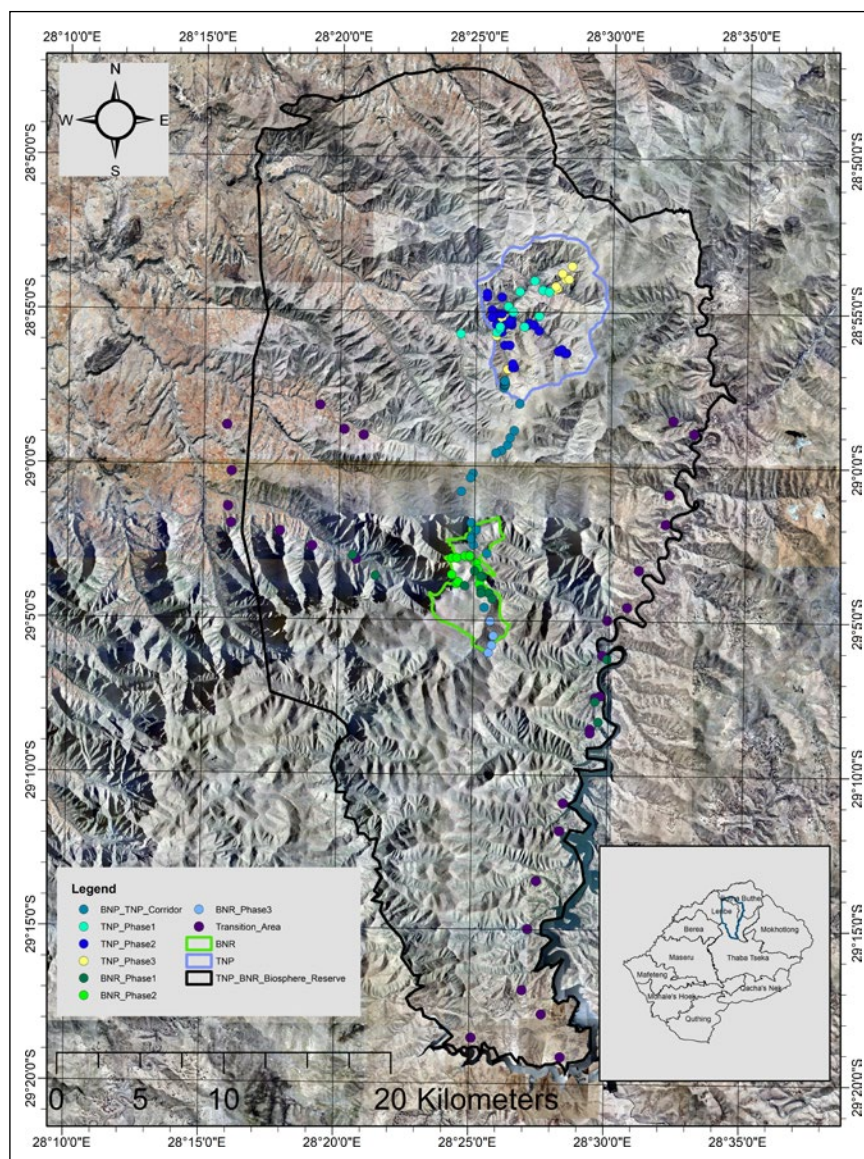 28°10'0"E 28°15'0"E 28°20'0"E 28°25'0"E 28°30'0"E 28°35'0"E
N
W E
S
28°50'0"S 28°50'0"S
28°55'0"S 28°55'0"S
29°0'0"S 29°0'0"S
29°5'0"S 29°5'0"S
29°10'0"S 29°10'0"S
29°15'0"S 29°15'0"S
29°20'0"S 29°20'0"S
Legend
BNP_TNP_Corridor
TNP_Phase1
TNP_Phase2
TNP_Phase3
BNR_Phase1
BNR_Phase2
BNR_Phase3
Transition_Area
BNR
TNP
TNP_BNR_Biosphere_Reserve
Leribe
Berea
Mokhotlong
Maseru
Thaba Tseka
Mafeteng
Qacha's Nek
Quthing
0 5 10 20 Kilometers
28°10'0"E 28°15'0"E 28°20'0"E 28°25'0"E 28°30'0"E 28°35'0"E